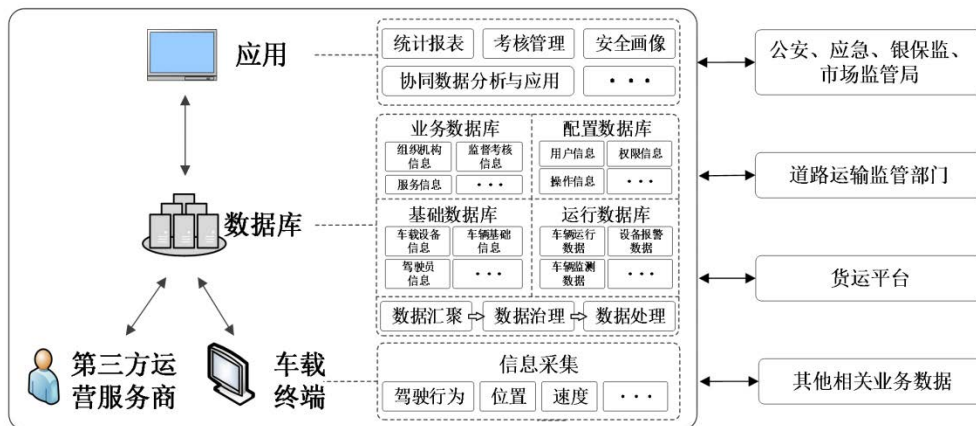 应用
统计报表
考核管理
安全画像
协同数据分析与应用
• • •
公安、应急、银保监、
市场监管局
数据库
业务数据库
组织机构
信息
监督考核
信息
服务信息
• • •
配置数据库
用户信息
权限信息
操作信息
• • •
基础数据库
车载设备
信息
车辆基础
信息
驾驶员
信息
• • •
运行数据库
车辆运行
数据
设备报警
数据
车辆监测
数据
• • •
数据汇聚
数据治理
数据处理
道路运输监管部门
货运平台
第三方运
营服务商
车载
终端
信息采集
驾驶行为
位置
速度
• • •
其他相关业务数据